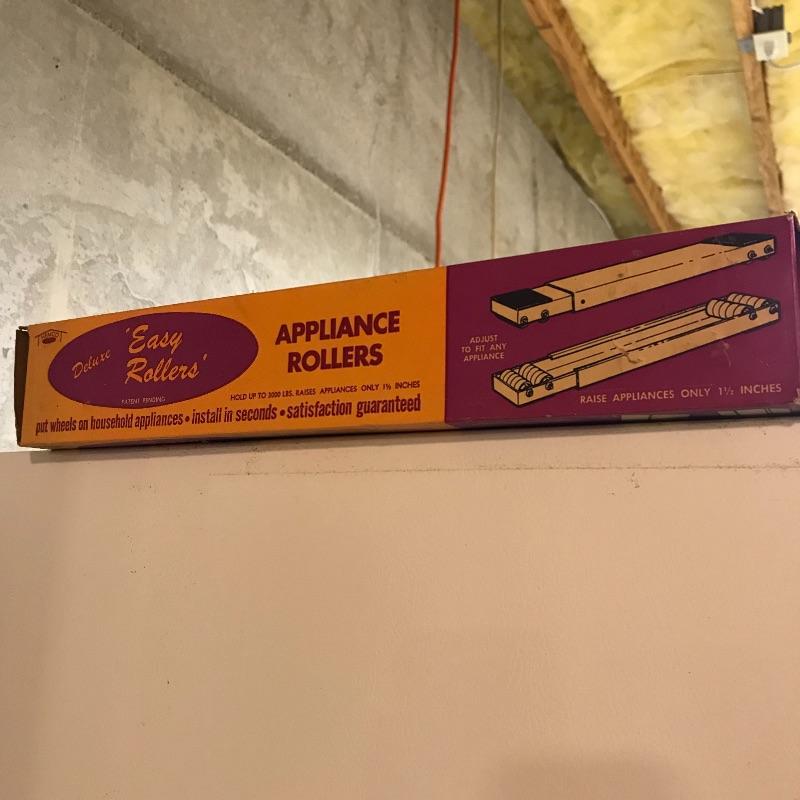 Deluxe
'Easy
Rollers'
PATENT PENDING
APPLIANCE
ROLLERS
HOLD UP TO 3000 LBS. RAISES APPLIANCES ONLY 1½ INCHES
put wheels on household appliances • install in seconds • satisfaction guaranteed
ADJUST
TO FIT ANY
APPLIANCE
RAISE APPLIANCES ONLY 1½ INCHES